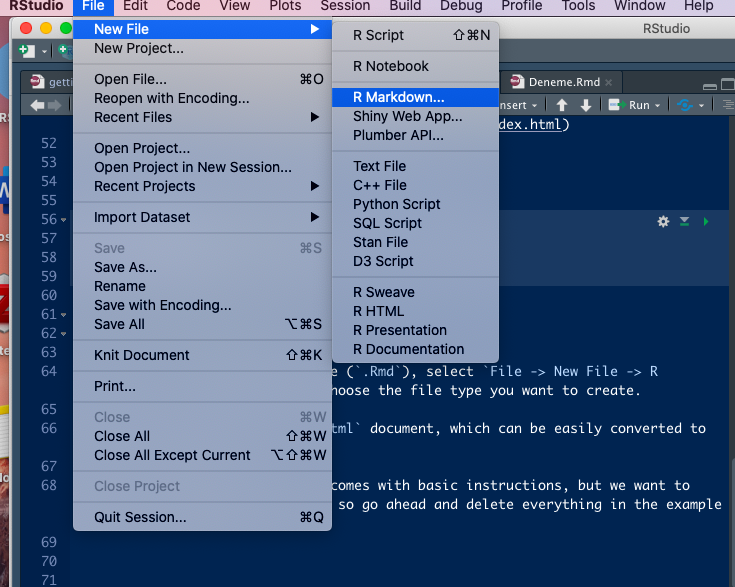 RStudio File Edit Code View Plots Session Build Debug Profile Tools Window Help
RStudio
New File
New Project...
Open File... ⌘O
Reopen with Encoding...
Recent Files
Open Project...
Open Project in New Session...
Recent Projects
Import Dataset
Save ⌘S
Save As...
Rename
Save with Encoding...
Save All ⌥⌘S
Knit Document ⇧⌘K
Print...
Close ⌘W
Close All ⇧⌘W
Close All Except Current ⌥⇧⌘W
Close Project
Quit Session... ⌘Q
R Script ⇧⌘N
R Notebook
R Markdown...
Shiny Web App...
Plumber API...
Text File
C++ File
Python Script
SQL Script
Stan File
D3 Script
R Sweave
R HTML
R Presentation
R Documentation
getti
Deneme.Rmd
nsert Run
dex.html)
52
53
54
55
56
57
58
59
60
61
62
63
64 e (`.Rmd`), select `File -> New File -> R
hoose the file type you want to create.
65
66 tml` document, which can be easily converted to
67
68 comes with basic instructions, but we want to
so go ahead and delete everything in the example
69
70
71